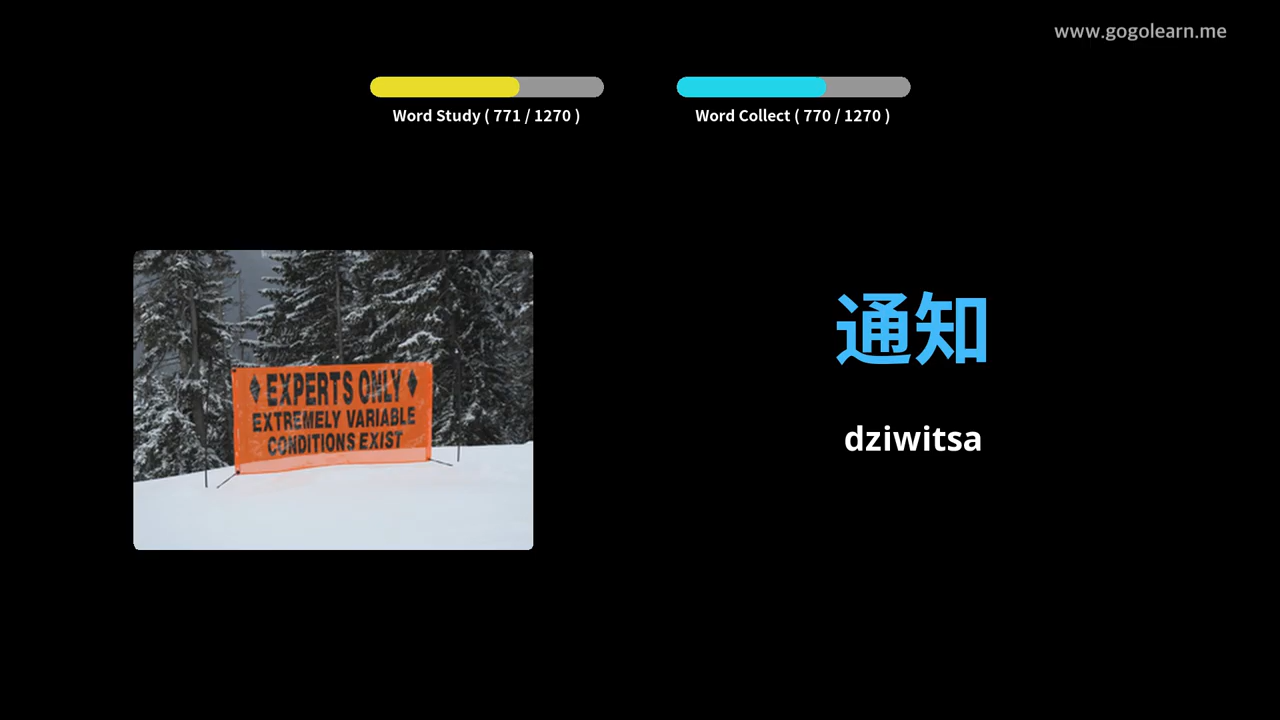 www.gogolearn.me
Word Study ( 771 / 1270 )
Word Collect ( 770 / 1270 )
EXPERTS ONLY
EXTREMELY VARIABLE
CONDITIONS EXIST
通知
dziwitsa